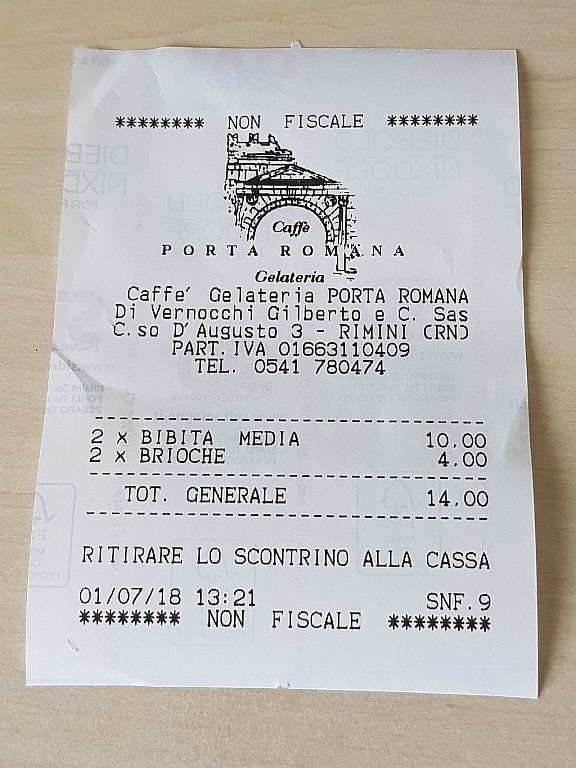 ******** NON FISCALE ********
Caffè
PORTA ROMANA
Gelateria
Caffe' Gelateria PORTA ROMANA
Di Vernocchi Gilberto e C. Sas
C.so D'Augusto 3 - RIMINI (RN)
PART.IVA 01663110409
TEL. 0541 780474
2 x BIBITA MEDIA 10,00
2 x BRIOCHE 4,00
TOT. GENERALE 14,00
RITIRARE LO SCONTRINO ALLA CASSA
01/07/18 13:21 SNF.9
******** NON FISCALE ********